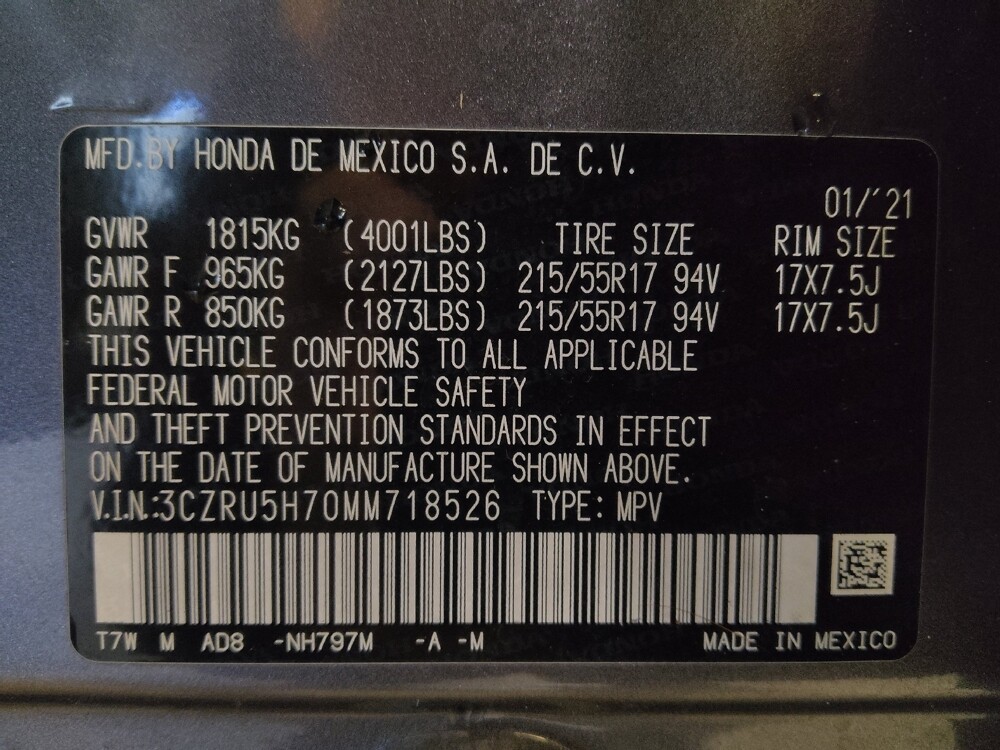 MFD.BY HONDA DE MEXICO S.A. DE C.V.
01/'21
GVWR 1815KG (4001LBS) TIRE SIZE RIM SIZE
GAWR F 965KG (2127LBS) 215/55R17 94V 17X7.5J
GAWR R 850KG (1873LBS) 215/55R17 94V 17X7.5J
THIS VEHICLE CONFORMS TO ALL APPLICABLE
FEDERAL MOTOR VEHICLE SAFETY
AND THEFT PREVENTION STANDARDS IN EFFECT
ON THE DATE OF MANUFACTURE SHOWN ABOVE.
V.I.N.:3CZRU5H70MM718526 TYPE: MPV
T7W M AD8 -NH797M -A -M MADE IN MEXICO